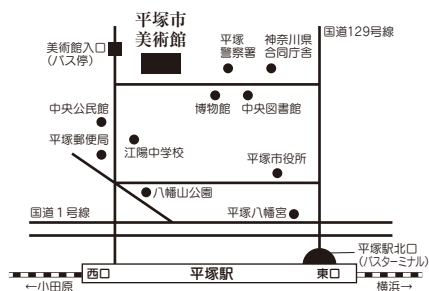 平塚市
美術館
美術館入口
(バス停)
国道129号線
平塚
警察署
神奈川県
合同庁舎
中央公民館
博物館
中央図書館
平塚郵便局
江陽中学校
平塚市役所
八幡山公園
国道1号線
平塚八幡宮
平塚駅北口
(バスターミナル)
西口
平塚駅
東口
←小田原
横浜→